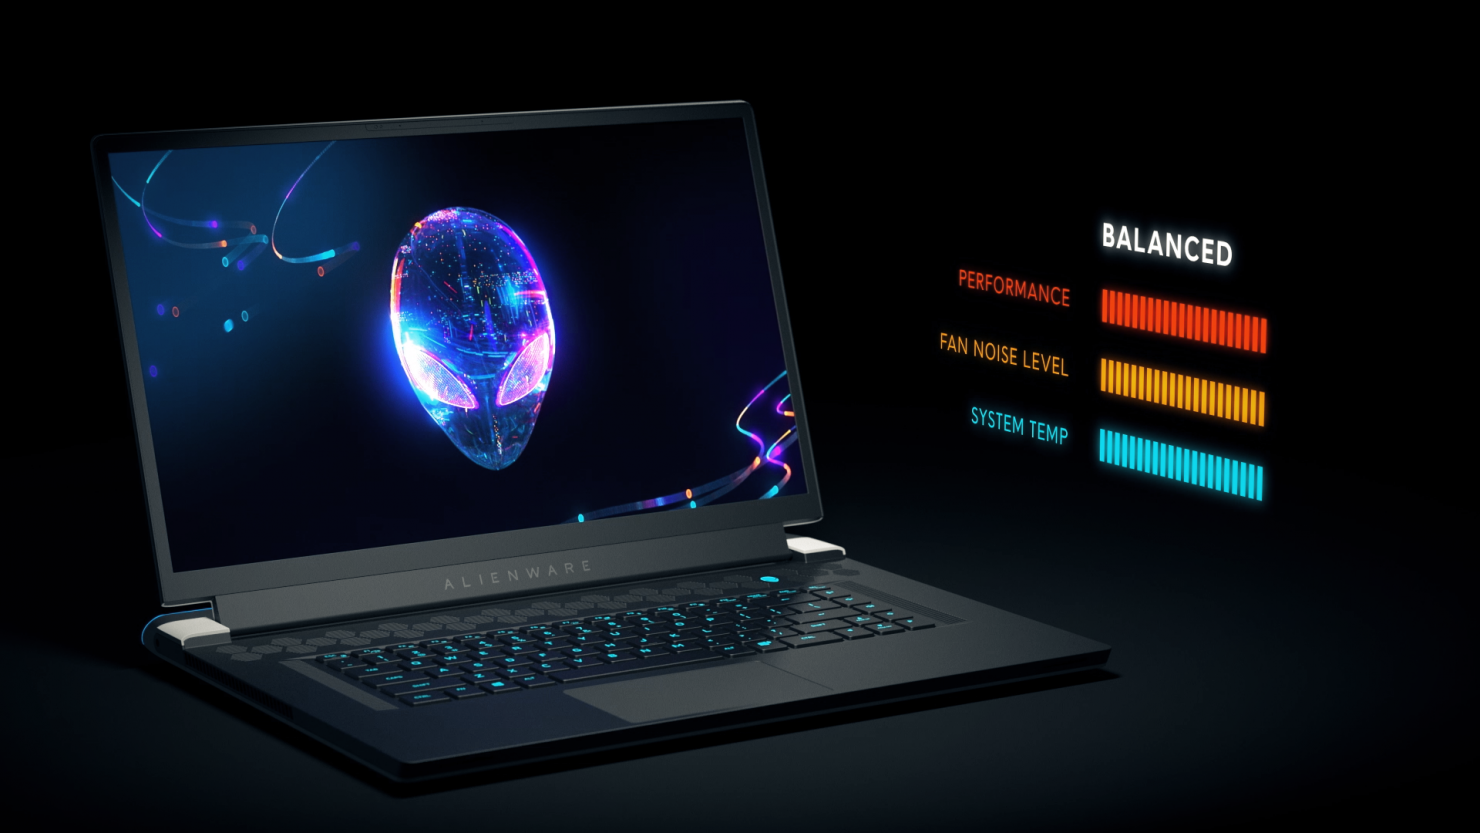 BALANCED
PERFORMANCE
FAN NOISE LEVEL
SYSTEM TEMP
ALIENWARE